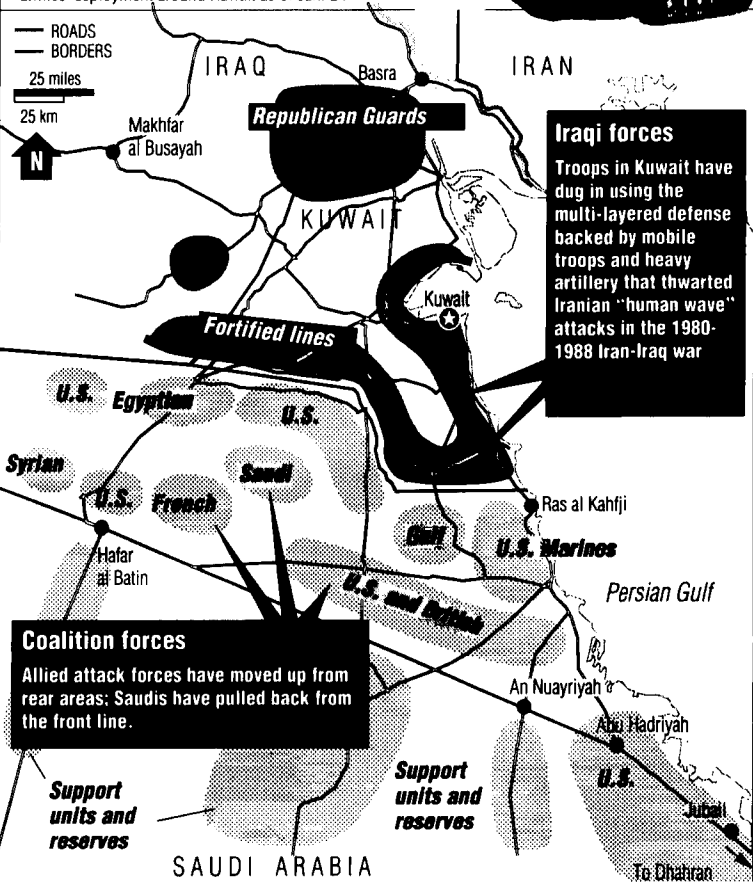 ROADS
BORDERS
25 miles
25 km
N
IRAQ
Basra
IRAN
Makhfar
al Busayah
Republican Guards
KUWAIT
Iraqi forces
Troops in Kuwait have
dug in using the
multi-layered defense
backed by mobile
troops and heavy
artillery that thwarted
Iranian "human wave"
attacks in the 1980-
1988 Iran-Iraq war
Kuwait
Fortified lines
U.S.
Egyptian
U.S.
Syrian
U.S.
French
Saudi
Gulf
U.S. Marines
Ras al Kahfji
Hafar
al Batin
U.S. and British
Persian Gulf
Coalition forces
Allied attack forces have moved up from
rear areas; Saudis have pulled back from
the front line.
An Nuayriyah
Abu Hadriyah
U.S.
Jubail
Support
units and
reserves
Support
units and
reserves
SAUDI ARABIA
To Dhahran